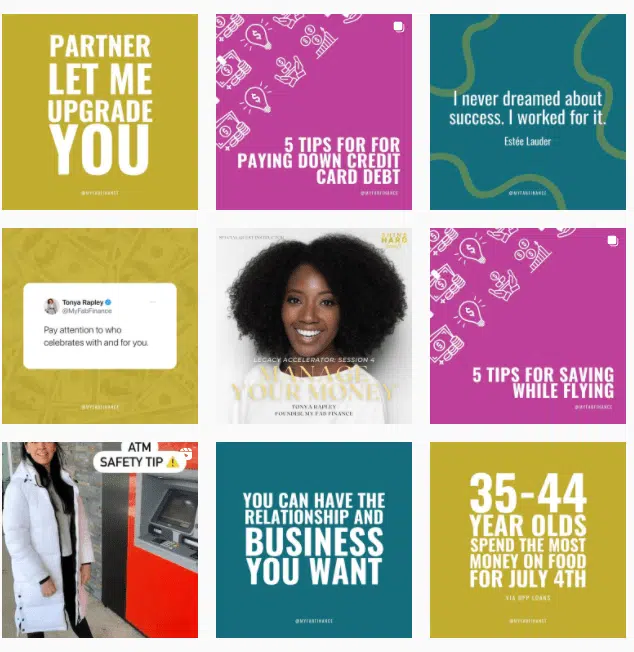 PARTNER
LET ME
UPGRADE
YOU
@MYFABFINANCE
5 TIPS FOR FOR
PAYING DOWN CREDIT
CARD DEBT
@MYFABFINANCE
I never dreamed about
success. I worked for it.
Estée Lauder
@MYFABFINANCE
Tonya Rapley
@MyFabFinance
Pay attention to who
celebrates with and for you.
@MYFABFINANCE
HARD
LEGACY ACCELERATOR: SESSION 4
MANAGE
YOUR MONEY
TONYA RAPLEY
FOUNDER, MY FAB FINANCE
5 TIPS FOR SAVING
WHILE FLYING
@MYFABFINANCE
ATM
SAFETY TIP ⚠️
YOU CAN HAVE THE
RELATIONSHIP AND
BUSINESS
YOU WANT
@MYFABFINANCE
35-44
YEAR OLDS
SPEND THE MOST
MONEY ON FOOD
FOR JULY 4TH
VIA OPP LOANS
@MYFABFINANCE